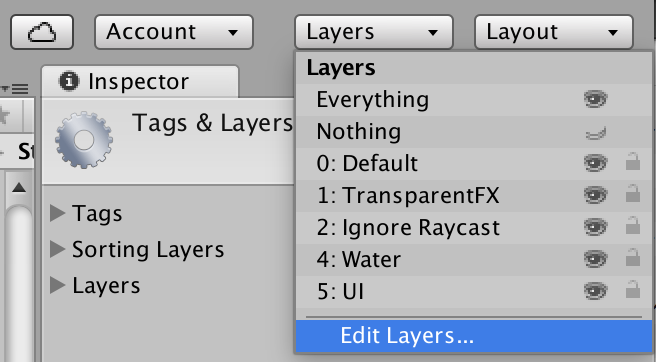 Account Layers Layout
Inspector
Layers
Tags & Layers
Everything
Nothing
0: Default
1: TransparentFX
Tags
2: Ignore Raycast
Sorting Layers
4: Water
Layers
5: UI
Edit Layers...